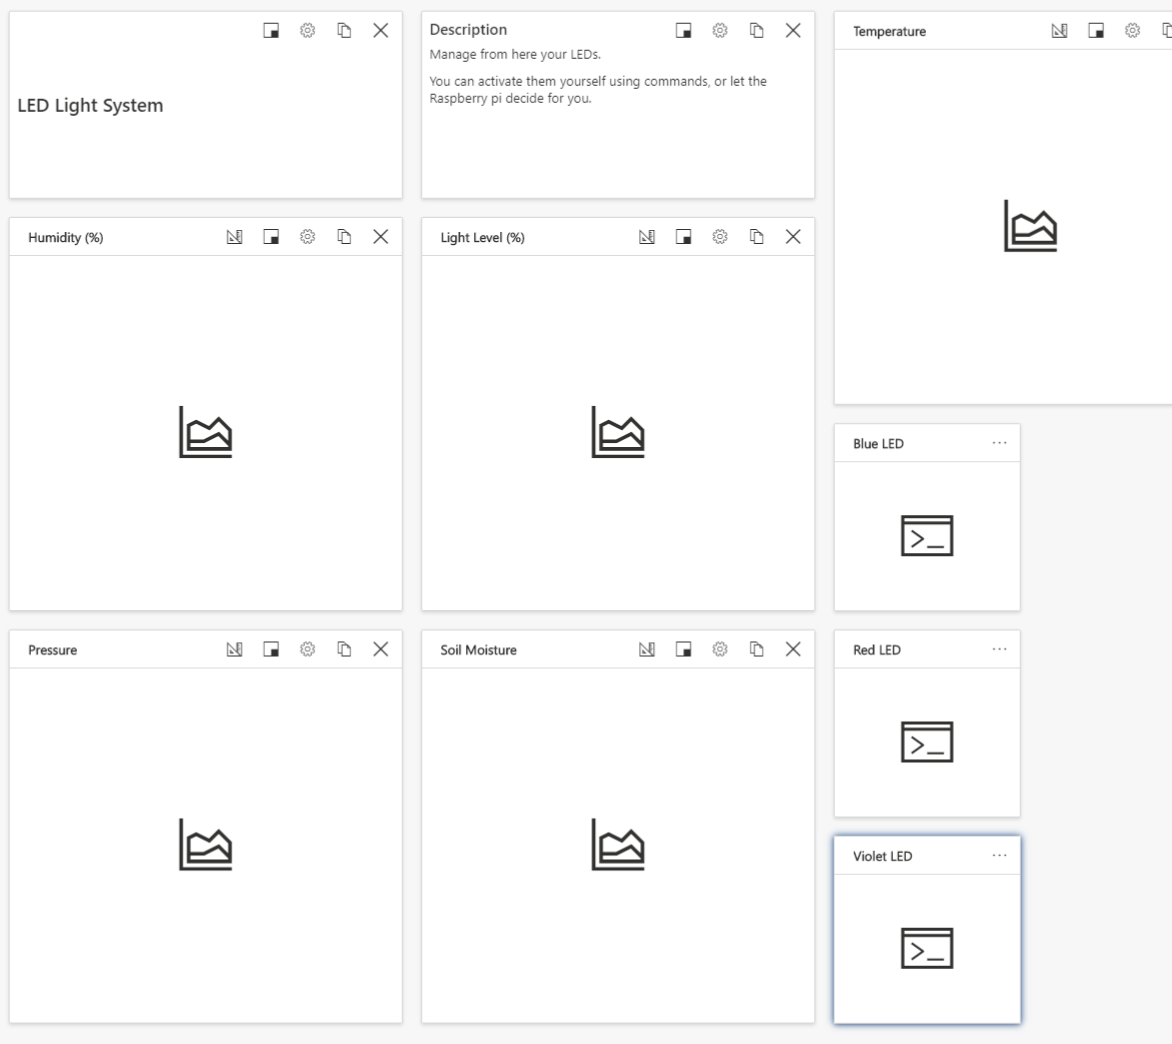 LED Light System
Description
Manage from here your LEDs.
You can activate them yourself using commands, or let the
Raspberry pi decide for you.
Temperature
Humidity (%)
Light Level (%)
Blue LED
Pressure
Soil Moisture
Red LED
Violet LED